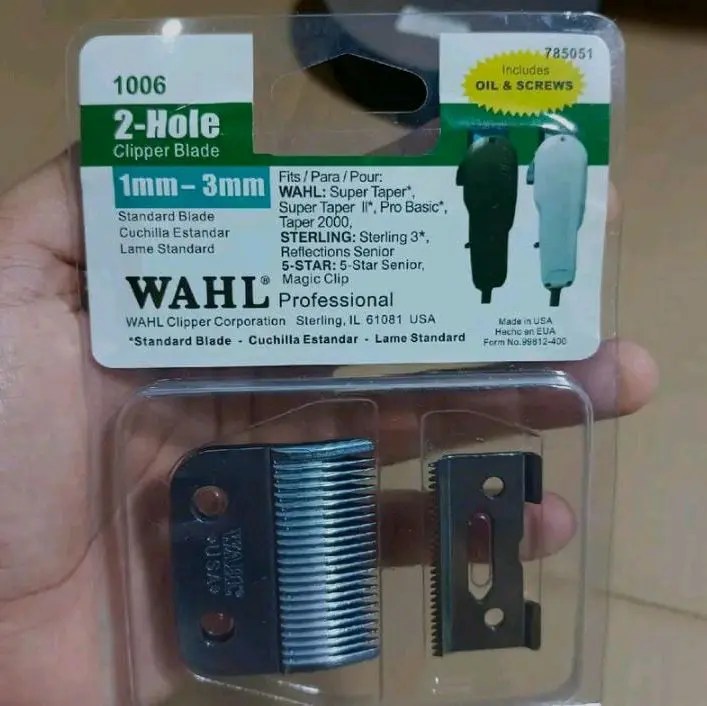 785051
Includes
OIL & SCREWS
1006
2-Hole
Clipper Blade
1mm – 3mm
Standard Blade
Cuchilla Estandar
Lame Standard
Fits / Para / Pour:
WAHL: Super Taper*,
Super Taper II*, Pro Basic*,
Taper 2000,
STERLING: Sterling 3*,
Reflections Senior
5-STAR: 5-Star Senior,
Magic Clip
WAHL® Professional
WAHL Clipper Corporation Sterling, IL 61081 USA
*Standard Blade - Cuchilla Estandar - Lame Standard
Made in USA
Hecho en EUA
Form No.99812-400
WAHL
USA